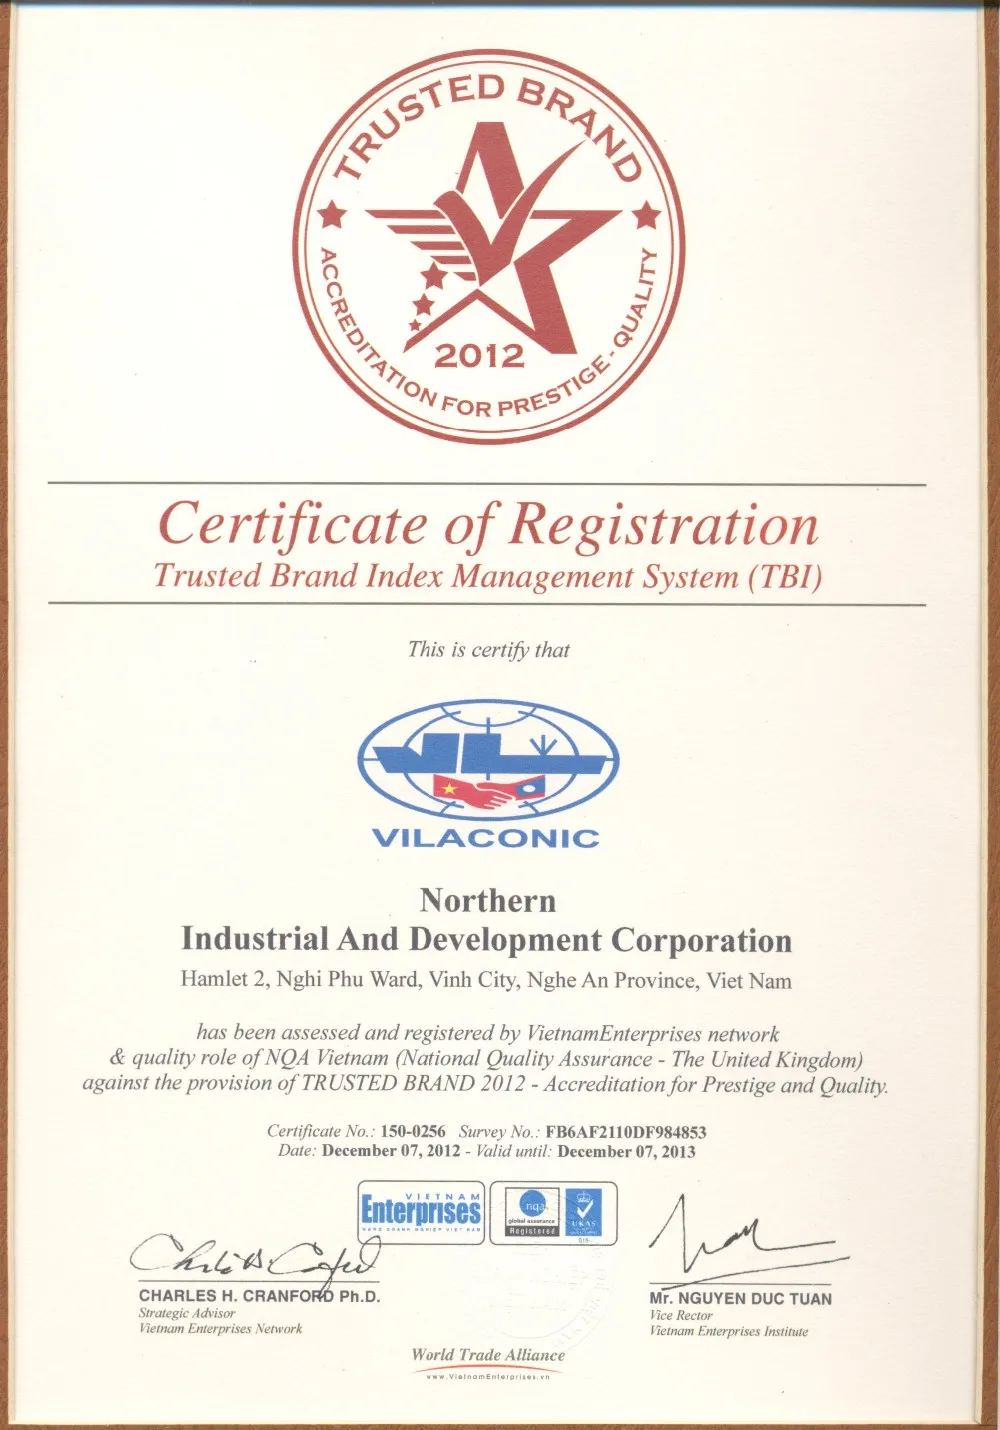 TRUSTED BRAND
ACCREDITATION FOR PRESTIGE - QUALITY
2012
Certificate of Registration
Trusted Brand Index Management System (TBI)
This is certify that
VILACONIC
Northern
Industrial And Development Corporation
Hamlet 2, Nghi Phu Ward, Vinh City, Nghe An Province, Viet Nam
has been assessed and registered by VietnamEnterprises network
& quality role of NQA Vietnam (National Quality Assurance - The United Kingdom)
against the provision of TRUSTED BRAND 2012 - Accreditation for Prestige and Quality.
Certificate No.: 150-0256 Survey No.: FB6AF2110DF984853
Date: December 07, 2012 - Valid until: December 07, 2013
VIETNAM
Enterprises
nqa
global assurance
Registered
UKAS
CHARLES H. CRANFORD Ph.D.
Strategic Advisor
Vietnam Enterprises Network
Mr. NGUYEN DUC TUAN
Vice Rector
Vietnam Enterprises Institute
World Trade Alliance
www.VietnamEnterprises.vn